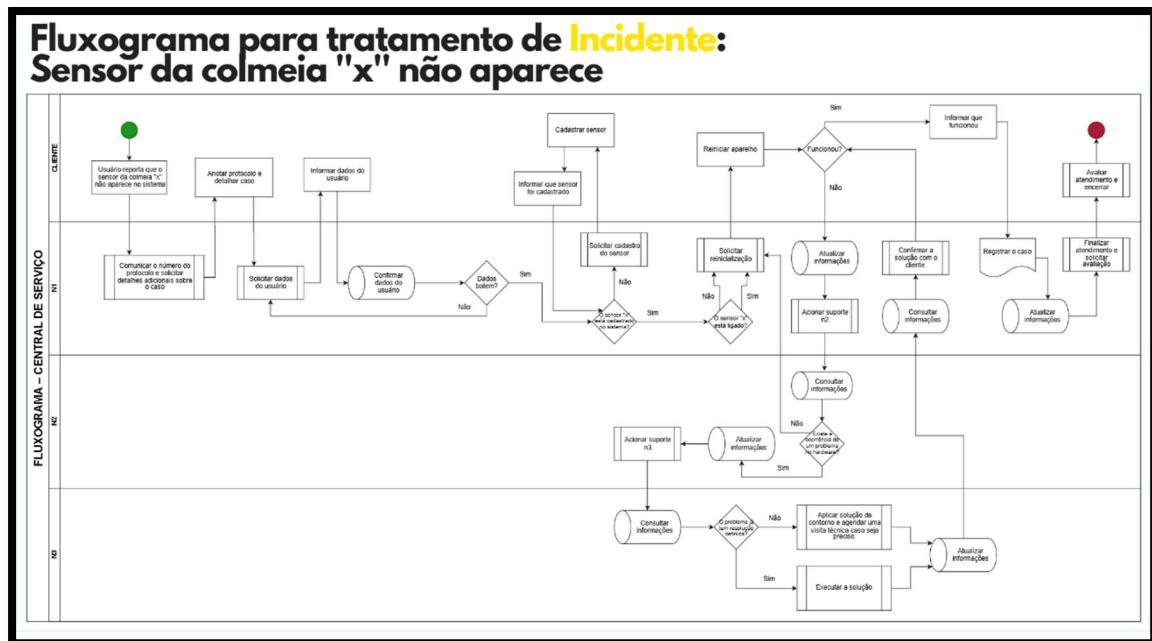 Fluxograma para tratamento de Incidente:
Sensor da colmeia "x" não aparece
FLUXOGRAMA – CENTRAL DE SERVIÇO
CLIENTE
Usuário reporta que o
sensor da colmeia "x"
não aparece no sistema
Anotar protocolo e
detalhar caso
Informar dados do
usuário
Cadastrar sensor
Informar que sensor
foi cadastrado
Reiniciar aparelho
Funcionou?
Sim
Não
Informar que
funcionou
Avaliar
atendimento e
encerrar
N1
Comunicar o número do
protocolo e solicitar
detalhes adicionais sobre
o caso
Solicitar dados
do usuário
Confirmar
dados do
usuário
Dados
batem?
Sim
Não
Solicitar cadastro
do sensor
Não
O sensor "x"
está cadastrado
no sistema?
Sim
Solicitar
reinicialização
Não
Sim
O sensor "x"
está ligado?
Atualizar
informações
Acionar suporte
n2
Confirmar a
solução com o
cliente.
Consultar
informações
Registrar o caso
Atualizar
informações
Finalizar
atendimento e
solicitar
avaliação
N2
Consultar
informações
Não
Existe a
ocorrência de
um problema
no hardware?
Sim
Atualizar
informações
Acionar suporte
n3
N3
Consultar
informações
O problema já
tem resolução
definida?
Não
Aplicar solução de
contorno e agendar uma
visita técnica caso seja
preciso.
Sim
Executar a solução
Atualizar
informações